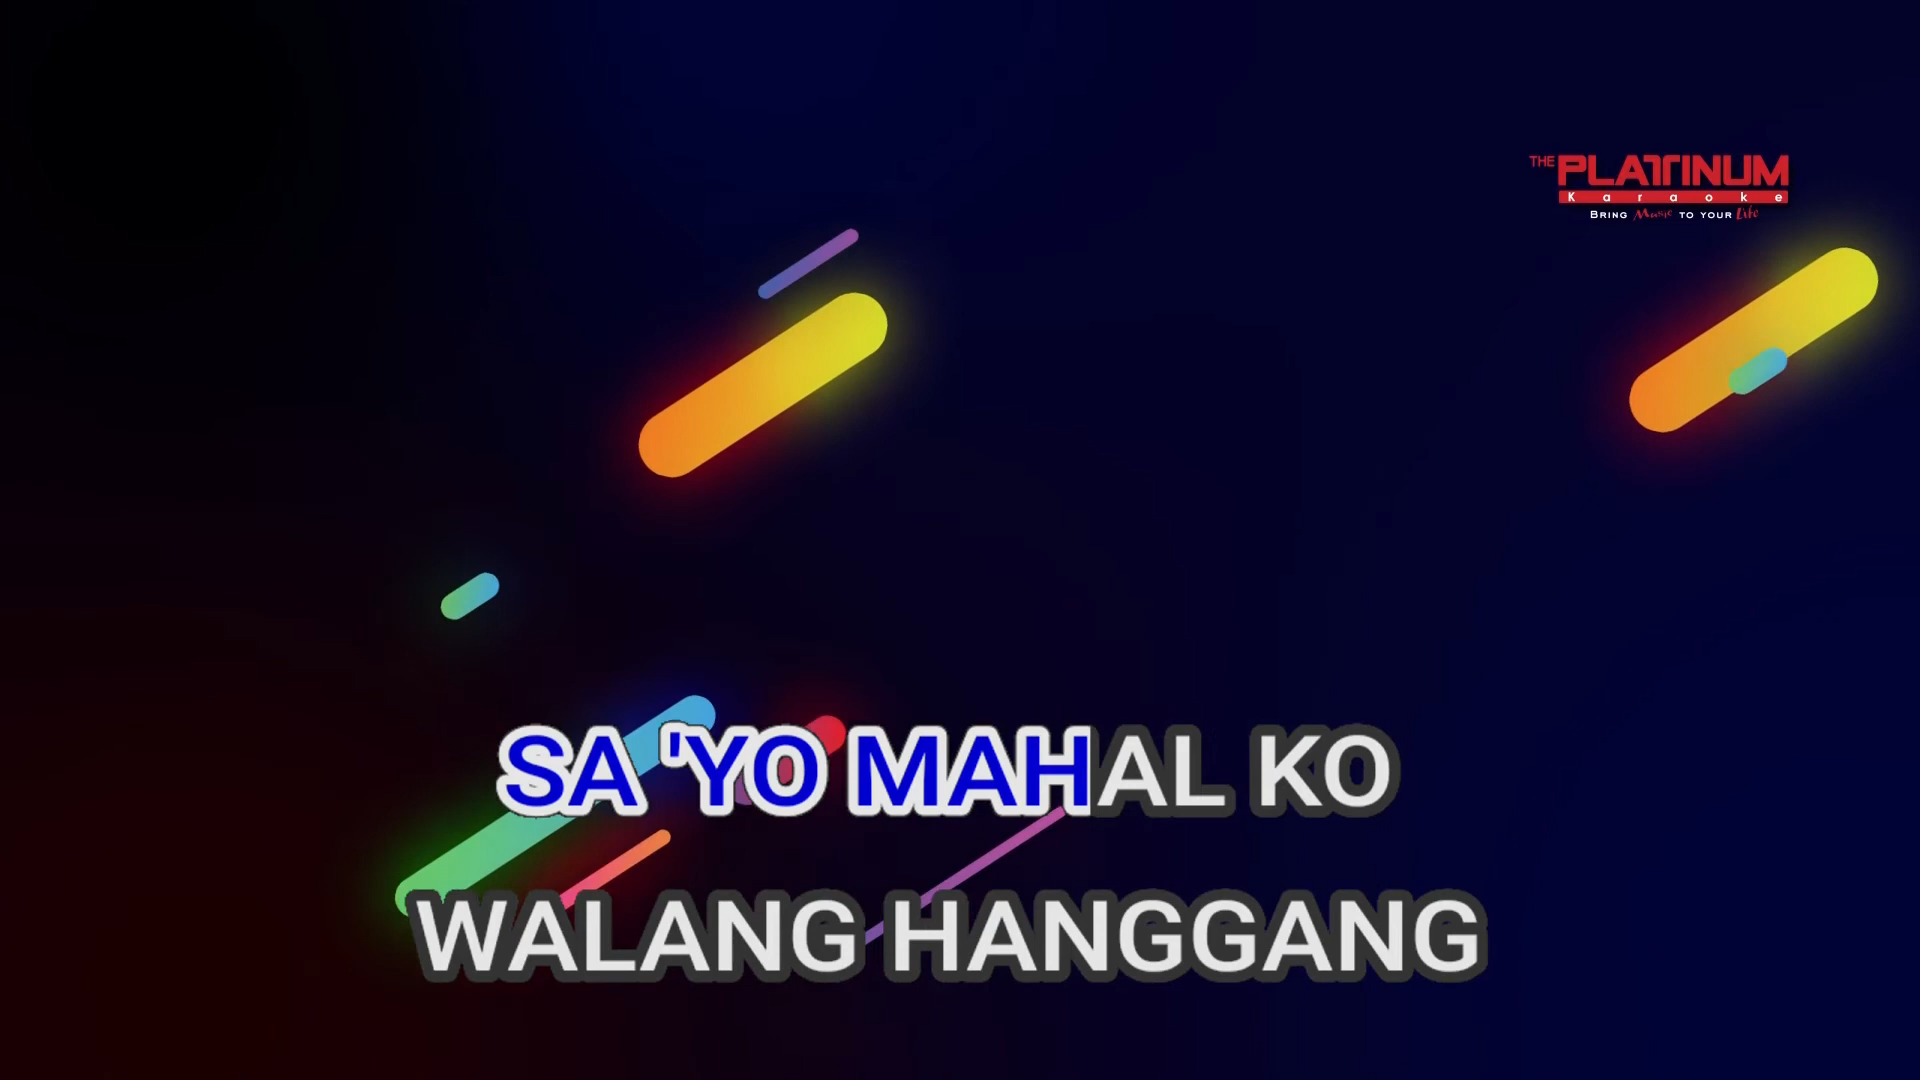 THE PLATINUM
Karaoke
BRING Music TO YOUR Life
SA 'YO MAHAL KO
WALANG HANGGANG